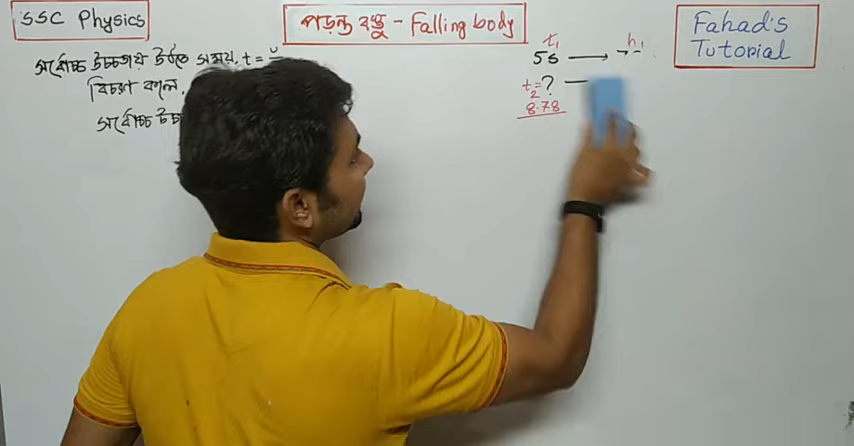 SSC Physics
পড়ন্ত বস্তু - Falling body
Fahad's
Tutorial
সর্বোচ্চ উচ্চতায় উঠতে সময়, t =
বিচরণ কাল,
সর্বোচ্চ
t₁ h₁
5s →
t₂ = ? —
8.78